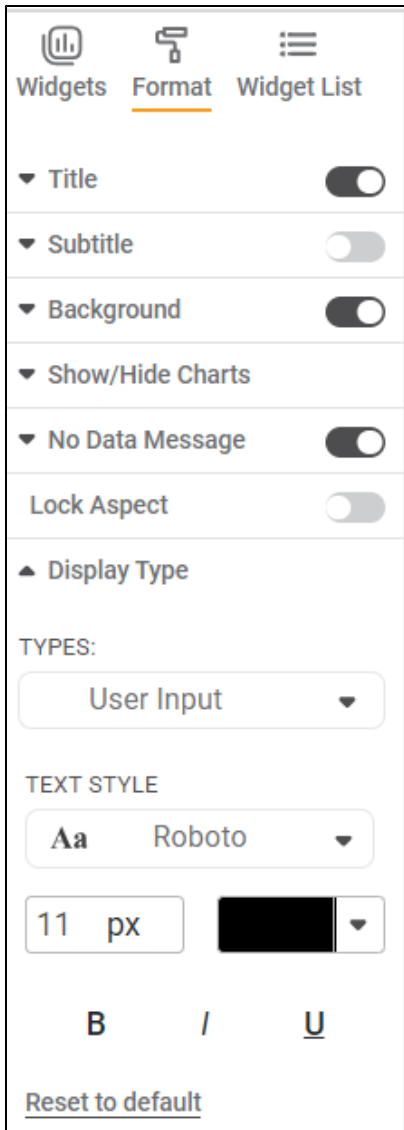 Widgets Format Widget List
Title
Subtitle
Background
Show/Hide Charts
No Data Message
Lock Aspect
Display Type
TYPES:
User Input
TEXT STYLE
Aa Roboto
11 px
B I U
Reset to default